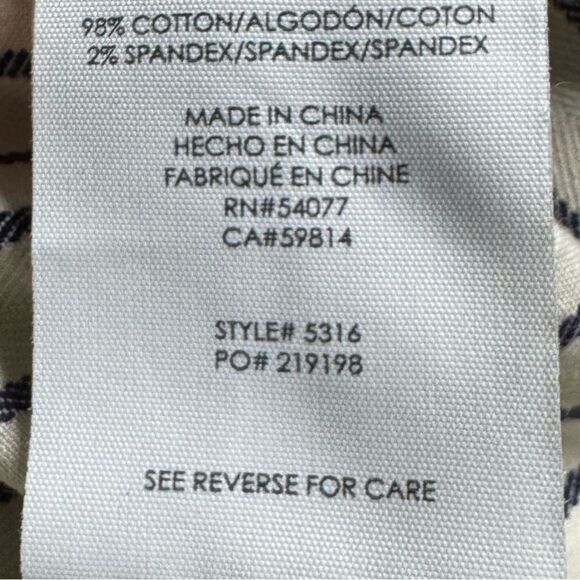 98% COTTON/ALGODÓN/COTON
2% SPANDEX/SPANDEX/SPANDEX
MADE IN CHINA
HECHO EN CHINA
FABRIQUÉ EN CHINE
RN#54077
CA#59814
STYLE# 5316
PO# 219198
SEE REVERSE FOR CARE